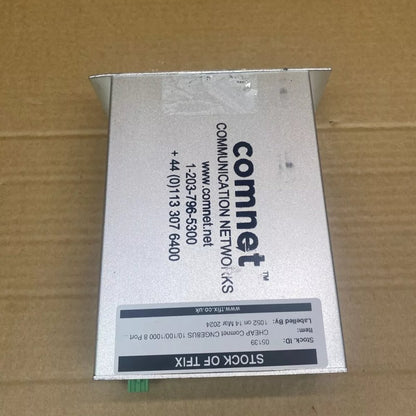 comnet™
COMMUNICATION NETWORKS
www.comnet.net
1-203-796-5300
+ 44 (0)113 307 6400
STOCK OF TFIX
Stock. ID: 05139
Item: CHEAP Comnet CNGE8US 10/100/1000 8 Port ...
Labelled By: 1052 on 14 Mar 2024
www.tfix.co.uk